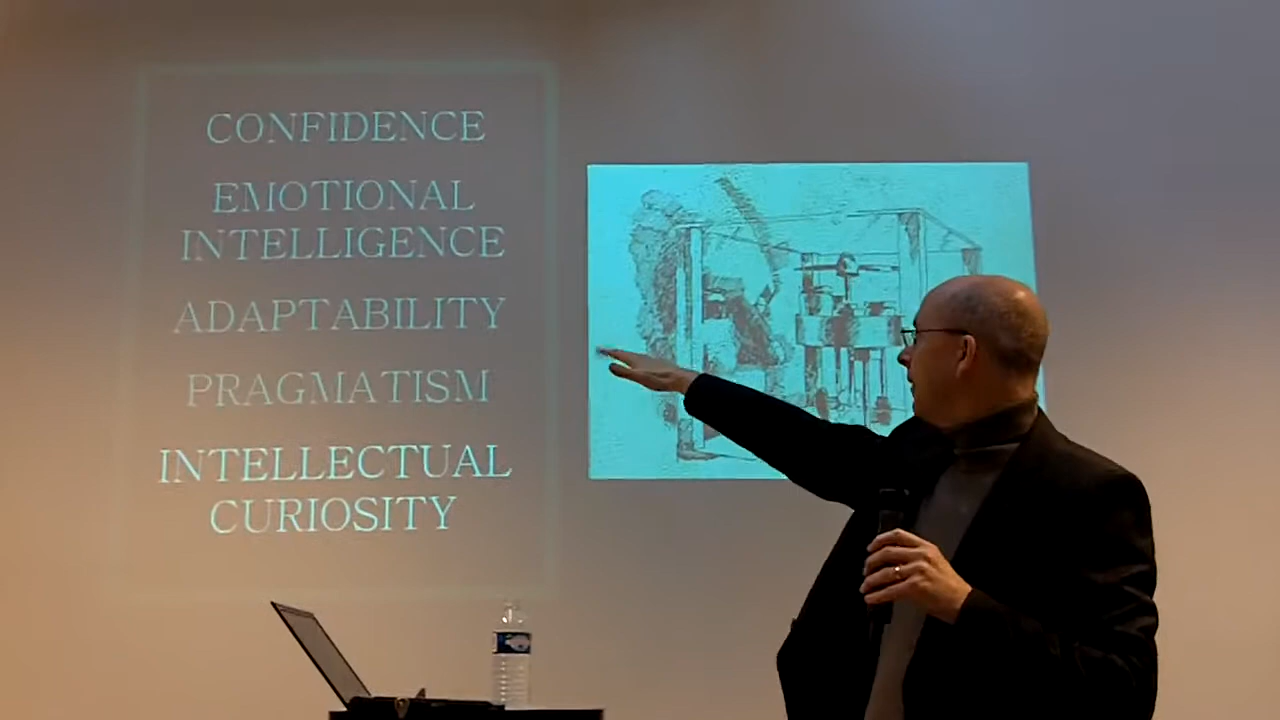 CONFIDENCE
EMOTIONAL
INTELLIGENCE
ADAPTABILITY
PRAGMATISM
INTELLECTUAL
CURIOSITY